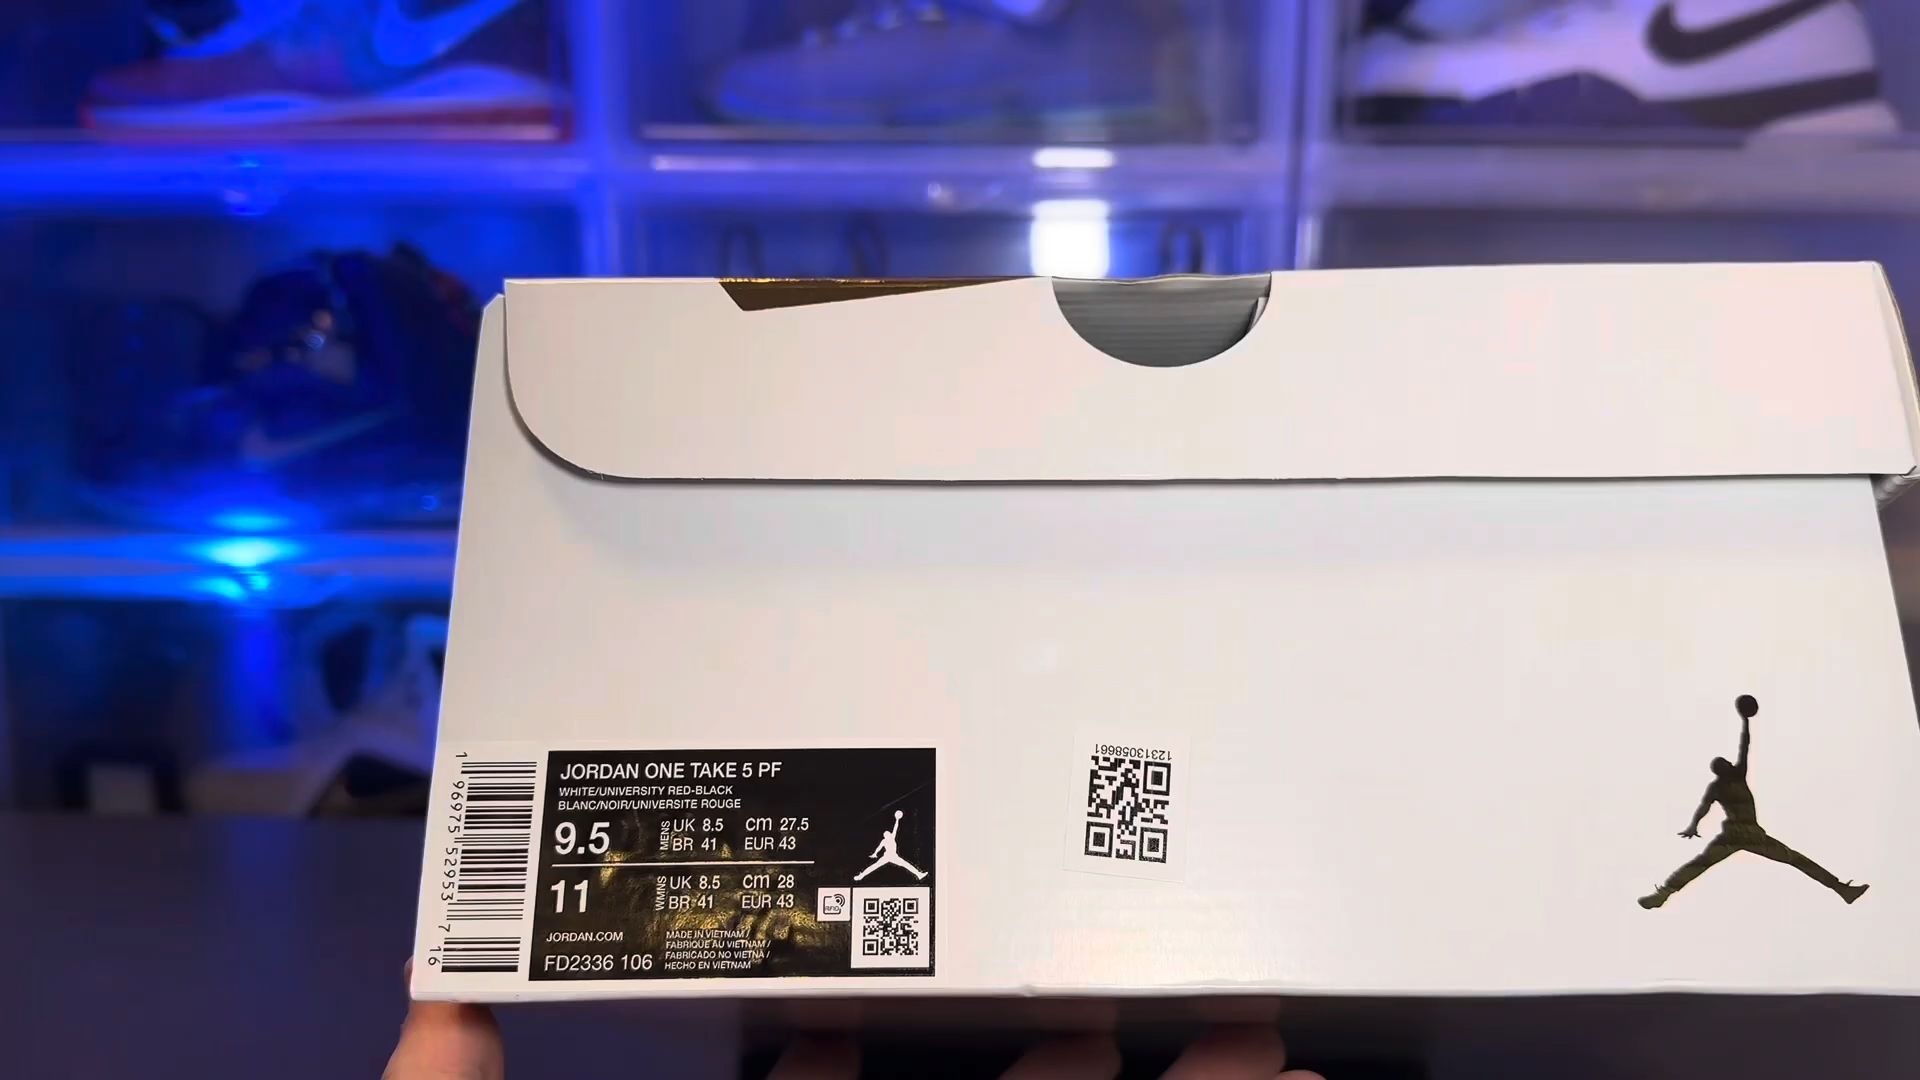 JORDAN ONE TAKE 5 PF
WHITE/UNIVERSITY RED-BLACK
BLANC/NOIR/UNIVERSITE ROUGE
9.5 MENS UK 8.5 cm 27.5
BR 41 EUR 43
11 WMNS UK 8.5 cm 28
BR 41 EUR 43
RFID
JORDAN.COM
FD2336 106
MADE IN VIETNAM /
FABRIQUE AU VIETNAM /
FABRICADO NO VIETNA /
HECHO EN VIETNAM
1 96975 52953 7 16
12313058661